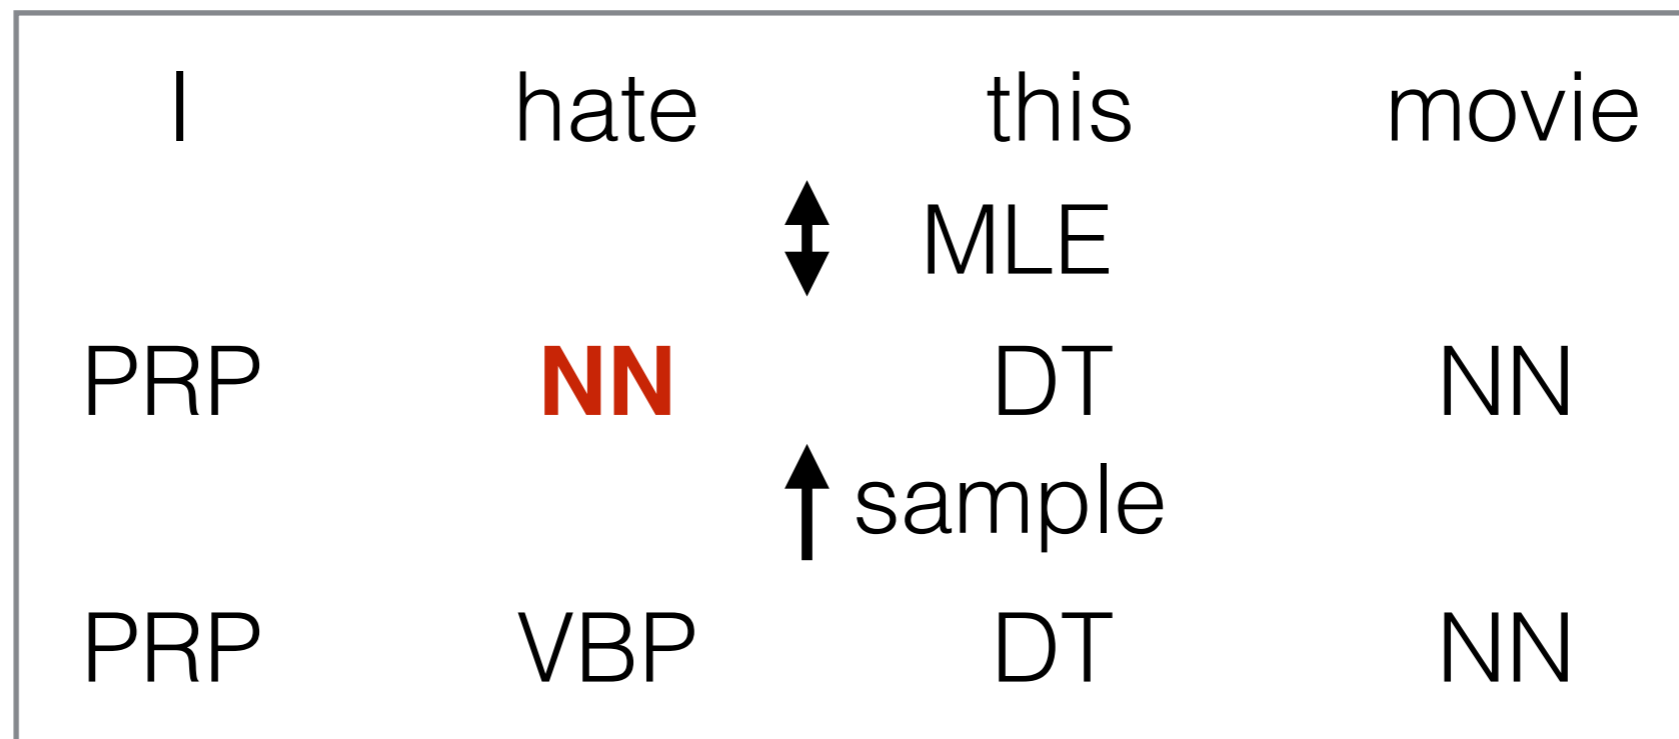 I hate this movie
MLE
PRP NN DT NN
sample
PRP VBP DT NN